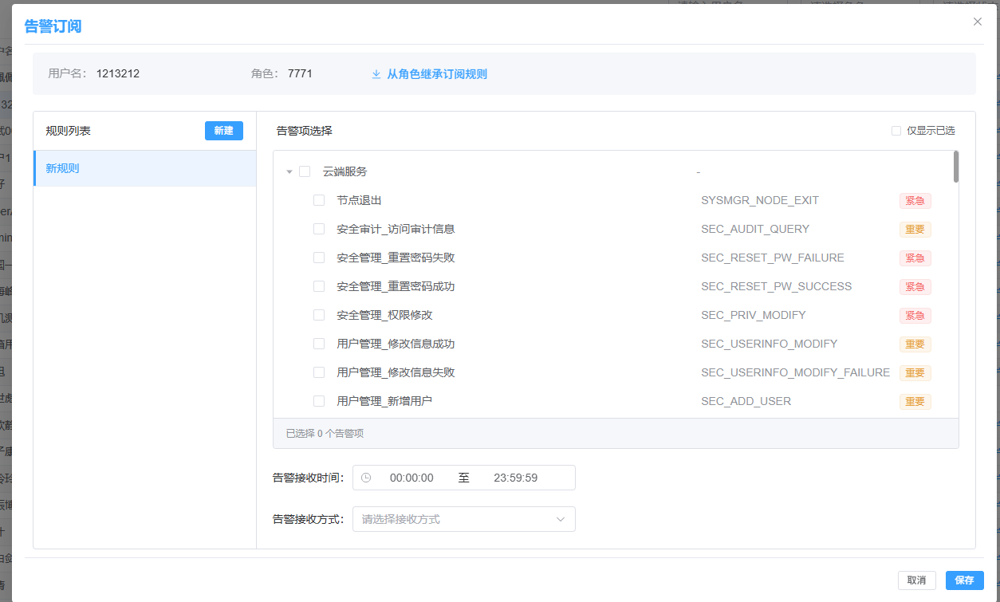 告警订阅
用户名： 1213212 角色： 7771 从角色继承订阅规则
规则列表 新建
新规则
告警项选择 仅显示已选
云端服务 -
节点退出 SYSMGR_NODE_EXIT 紧急
安全审计_访问审计信息 SEC_AUDIT_QUERY 重要
安全管理_重置密码失败 SEC_RESET_PW_FAILURE 紧急
安全管理_重置密码成功 SEC_RESET_PW_SUCCESS 紧急
安全管理_权限修改 SEC_PRIV_MODIFY 紧急
用户管理_修改信息成功 SEC_USERINFO_MODIFY 重要
用户管理_修改信息失败 SEC_USERINFO_MODIFY_FAILURE 重要
用户管理_新增用户 SEC_ADD_USER 重要
已选择 0 个告警项
告警接收时间： 00:00:00 至 23:59:59
告警接收方式： 请选择接收方式
取消 保存